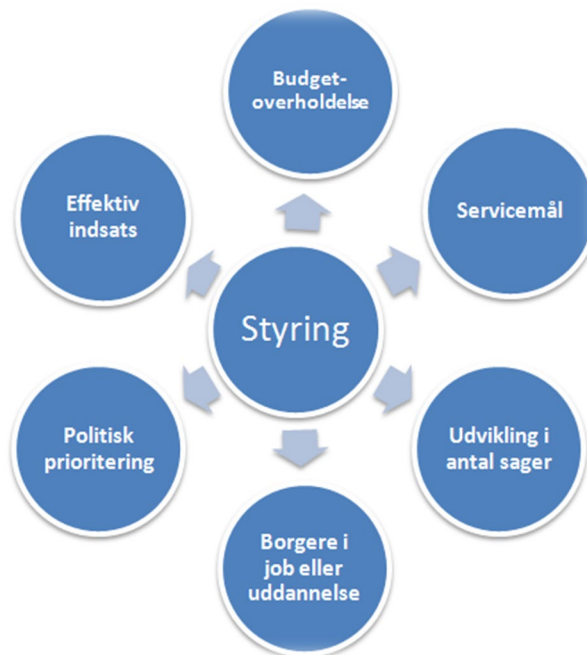 Budget-
overholdelse
Effektiv
indsats
Servicemål
Styring
Politisk
prioritering
Udvikling i
antal sager
Borgere i
job eller
uddannelse